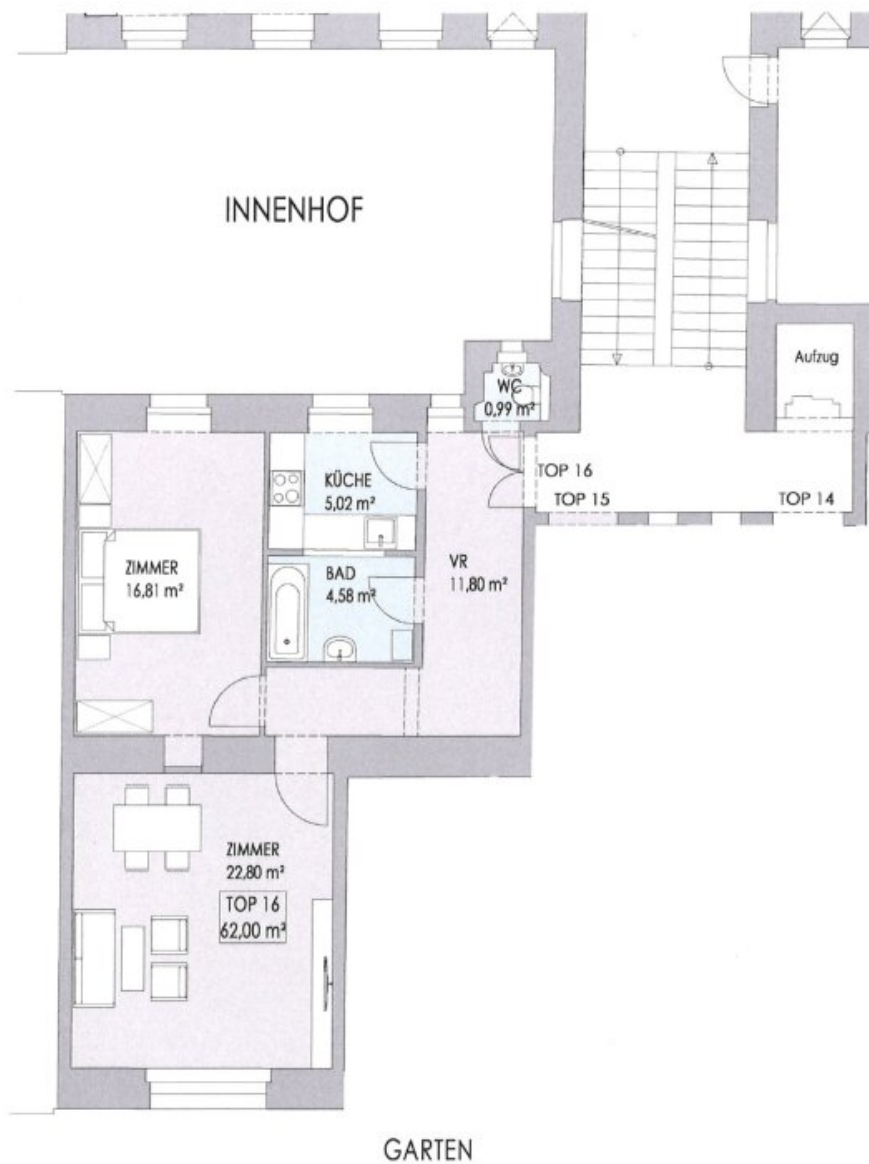 INNENHOF
Aufzug
WC
0,99 m²
TOP 16
TOP 15
TOP 14
KÜCHE
5,02 m²
ZIMMER
16,81 m²
BAD
4,58 m²
VR
11,80 m²
ZIMMER
22,80 m²
TOP 16
62,00 m²
GARTEN